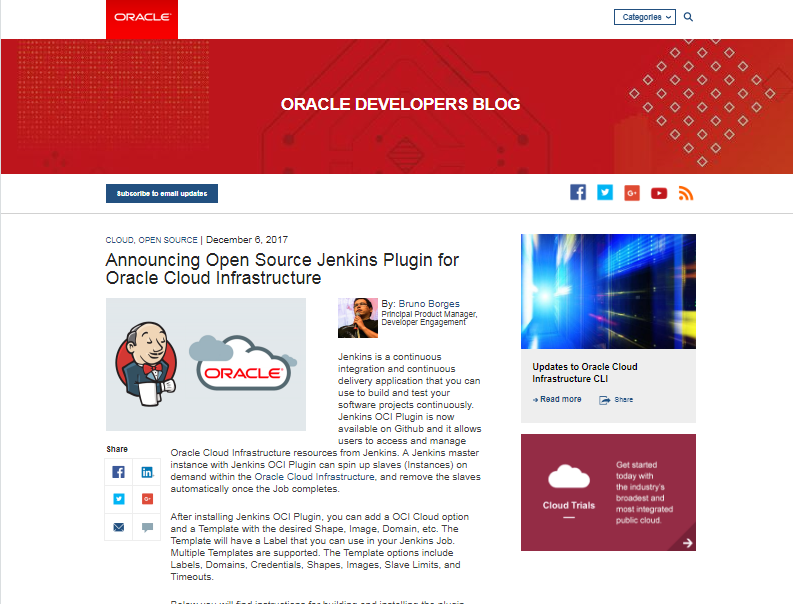 ORACLE
Categories
ORACLE DEVELOPERS BLOG
Subscribe to email updates
CLOUD, OPEN SOURCE | December 6, 2017
Announcing Open Source Jenkins Plugin for
Oracle Cloud Infrastructure
ORACLE
By: Bruno Borges
Principal Product Manager,
Developer Engagement
Jenkins is a continuous
integration and continuous
delivery application that you can
use to build and test your
software projects continuously.
Jenkins OCI Plugin is now
available on Github and it allows
users to access and manage
Oracle Cloud Infrastructure resources from Jenkins. A Jenkins master
instance with Jenkins OCI Plugin can spin up slaves (Instances) on
demand within the Oracle Cloud Infrastructure, and remove the slaves
automatically once the Job completes.
After installing Jenkins OCI Plugin, you can add a OCI Cloud option
and a Template with the desired Shape, Image, Domain, etc. The
Template will have a Label that you can use in your Jenkins Job.
Multiple Templates are supported. The Template options include
Labels, Domains, Credentials, Shapes, Images, Slave Limits, and
Timeouts.
Below you will find instructions for building and installing the plugin
Share
Updates to Oracle Cloud
Infrastructure CLI
Read more
Share
Cloud Trials
Get started
today with
the industry's
broadest and
most integrated
public cloud.